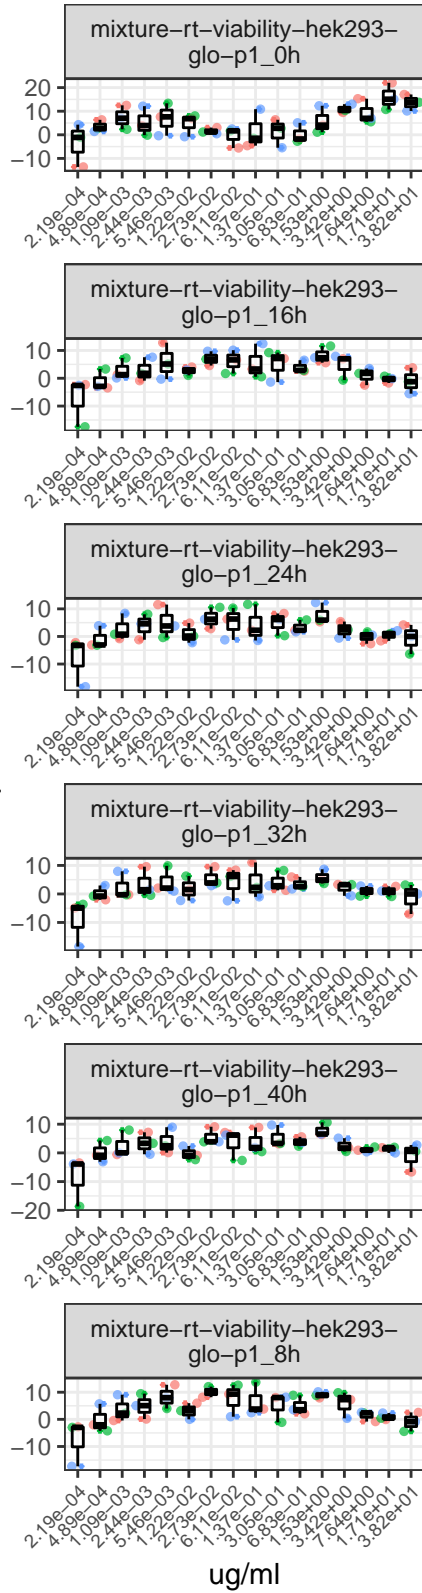 mixture−rt−viability−hek293−
glo−p1_0h
20
10
0
−10
2.19e−04
4.89e−04
1.09e−03
2.44e−03
5.46e−03
1.22e−02
2.73e−02
6.11e−02
1.37e−01
3.05e−01
6.83e−01
1.53e+00
3.42e+00
7.64e+00
1.71e+01
3.82e+01
mixture−rt−viability−hek293−
glo−p1_16h
10
0
−10
2.19e−04
4.89e−04
1.09e−03
2.44e−03
5.46e−03
1.22e−02
2.73e−02
6.11e−02
1.37e−01
3.05e−01
6.83e−01
1.53e+00
3.42e+00
7.64e+00
1.71e+01
3.82e+01
mixture−rt−viability−hek293−
glo−p1_24h
10
0
−10
2.19e−04
4.89e−04
1.09e−03
2.44e−03
5.46e−03
1.22e−02
2.73e−02
6.11e−02
1.37e−01
3.05e−01
6.83e−01
1.53e+00
3.42e+00
7.64e+00
1.71e+01
3.82e+01
mixture−rt−viability−hek293−
glo−p1_32h
10
0
−10
2.19e−04
4.89e−04
1.09e−03
2.44e−03
5.46e−03
1.22e−02
2.73e−02
6.11e−02
1.37e−01
3.05e−01
6.83e−01
1.53e+00
3.42e+00
7.64e+00
1.71e+01
3.82e+01
mixture−rt−viability−hek293−
glo−p1_40h
10
0
−10
−20
2.19e−04
4.89e−04
1.09e−03
2.44e−03
5.46e−03
1.22e−02
2.73e−02
6.11e−02
1.37e−01
3.05e−01
6.83e−01
1.53e+00
3.42e+00
7.64e+00
1.71e+01
3.82e+01
mixture−rt−viability−hek293−
glo−p1_8h
10
0
−10
2.19e−04
4.89e−04
1.09e−03
2.44e−03
5.46e−03
1.22e−02
2.73e−02
6.11e−02
1.37e−01
3.05e−01
6.83e−01
1.53e+00
3.42e+00
7.64e+00
1.71e+01
3.82e+01
ug/ml